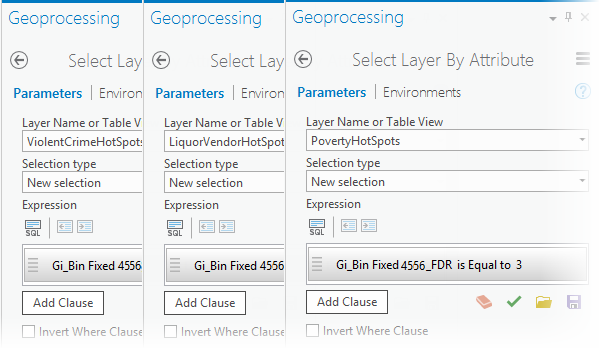 Geoprocessing
Select Lay
Parameters | Environ
Layer Name or Table V
ViolentCrimeHotSpots
Selection type
New selection
Expression
SQL
Gi_Bin Fixed 4556
Add Clause
Invert Where Clause
Geoprocessing
Select Lay
Parameters | Environ
Layer Name or Table V
LiquorVendorHotSpot
Selection type
New selection
Expression
SQL
Gi_Bin Fixed 4556
Add Clause
Invert Where Clause
Geoprocessing
Select Layer By Attribute
Parameters | Environments
Layer Name or Table View
PovertyHotSpots
Selection type
New selection
Expression
SQL
Gi_Bin Fixed 4556_FDR is Equal to 3
Add Clause
Invert Where Clause